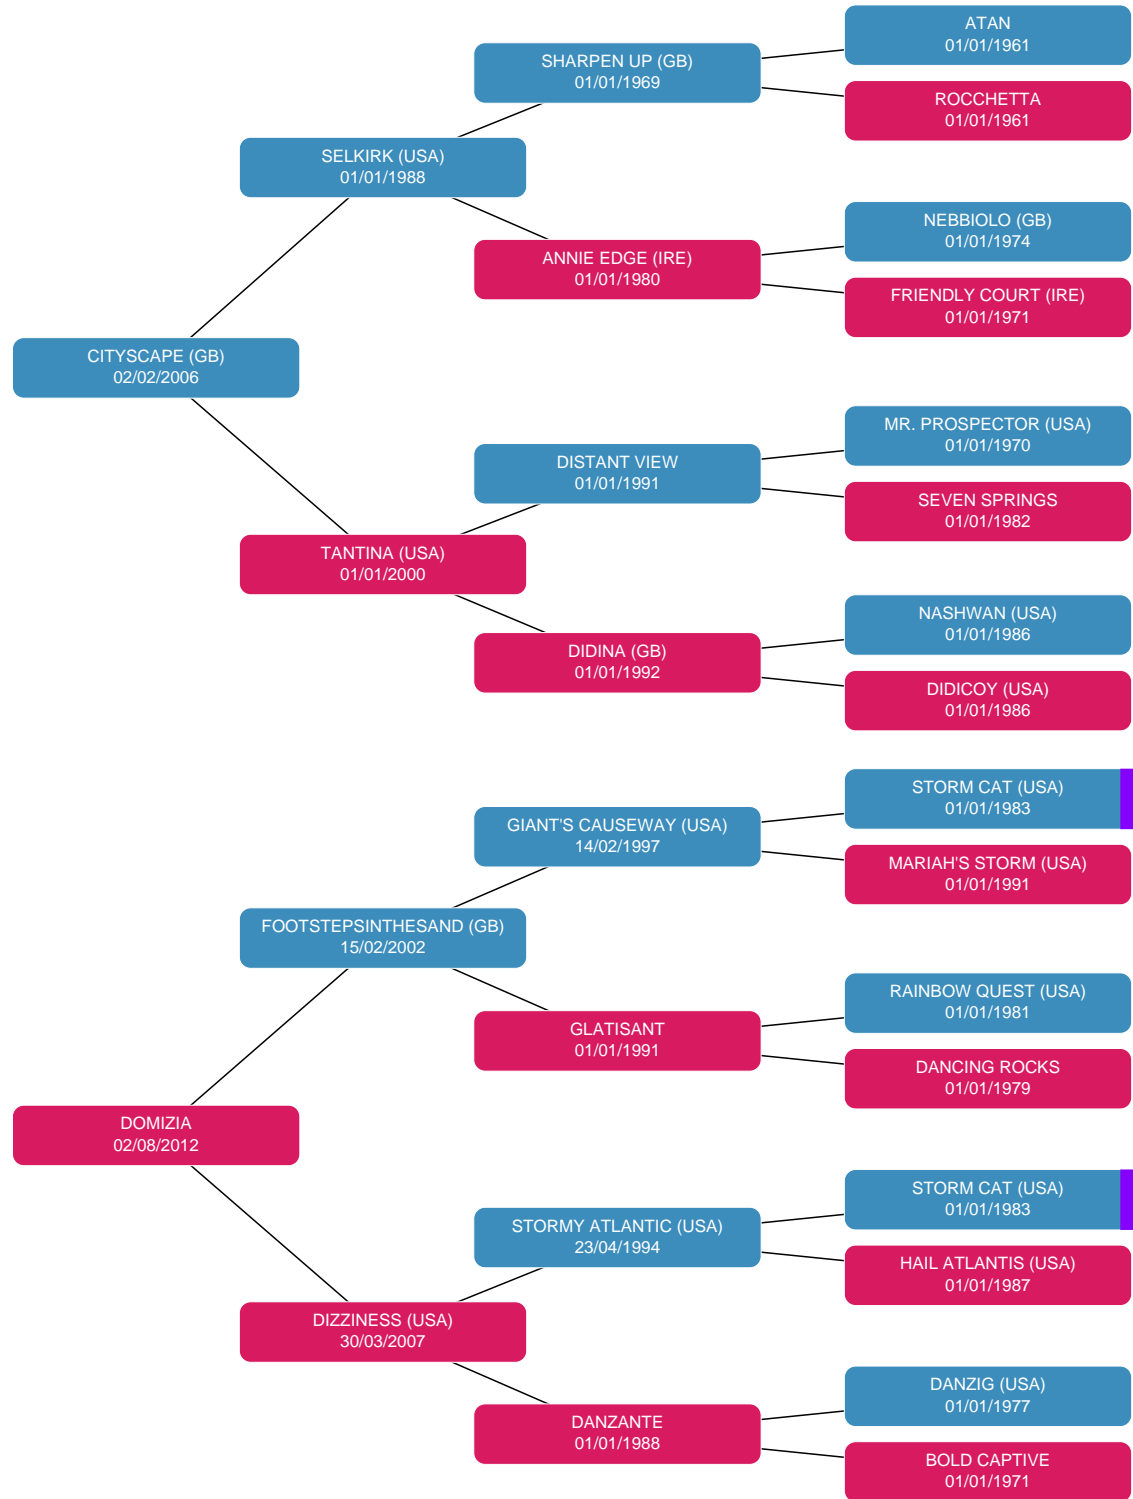 ATAN
01/01/1961
SHARPEN UP (GB)
01/01/1969
ROCCHETTA
01/01/1961
SELKIRK (USA)
01/01/1988
NEBBIOLO (GB)
01/01/1974
ANNIE EDGE (IRE)
01/01/1980
FRIENDLY COURT (IRE)
01/01/1971
CITYSCAPE (GB)
02/02/2006
MR. PROSPECTOR (USA)
01/01/1970
DISTANT VIEW
01/01/1991
SEVEN SPRINGS
01/01/1982
TANTINA (USA)
01/01/2000
NASHWAN (USA)
01/01/1986
DIDINA (GB)
01/01/1992
DIDICOY (USA)
01/01/1986
STORM CAT (USA)
01/01/1983
GIANT'S CAUSEWAY (USA)
14/02/1997
MARIAH'S STORM (USA)
01/01/1991
FOOTSTEPSINTHESAND (GB)
15/02/2002
RAINBOW QUEST (USA)
01/01/1981
GLATISANT
01/01/1991
DANCING ROCKS
01/01/1979
DOMIZIA
02/08/2012
STORM CAT (USA)
01/01/1983
STORMY ATLANTIC (USA)
23/04/1994
HAIL ATLANTIS (USA)
01/01/1987
DIZZINESS (USA)
30/03/2007
DANZIG (USA)
01/01/1977
DANZANTE
01/01/1988
BOLD CAPTIVE
01/01/1971